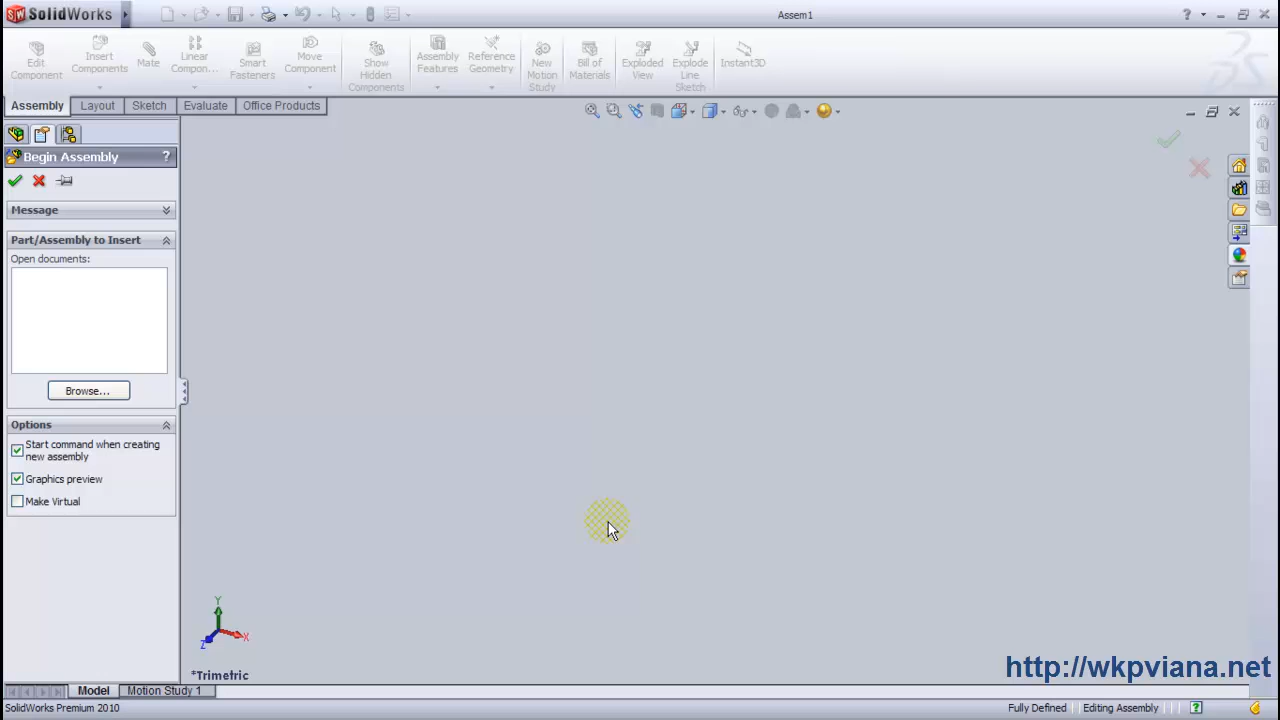 SolidWorks
Assem1
?
Edit
Component
Insert
Components
Mate
Linear
Compon...
Smart
Fasteners
Move
Component
Show
Hidden
Components
Assembly
Features
Reference
Geometry
New
Motion
Study
Bill of
Materials
Exploded
View
Explode
Line
Sketch
Instant3D
Assembly
Layout
Sketch
Evaluate
Office Products
Begin Assembly
?
Message
Part/Assembly to Insert
Open documents:
Browse...
Options
Start command when creating
new assembly
Graphics preview
Make Virtual
Y
X
Z
*Trimetric
http://wkpviana.net
Model
Motion Study 1
SolidWorks Premium 2010
Fully Defined
Editing Assembly
?